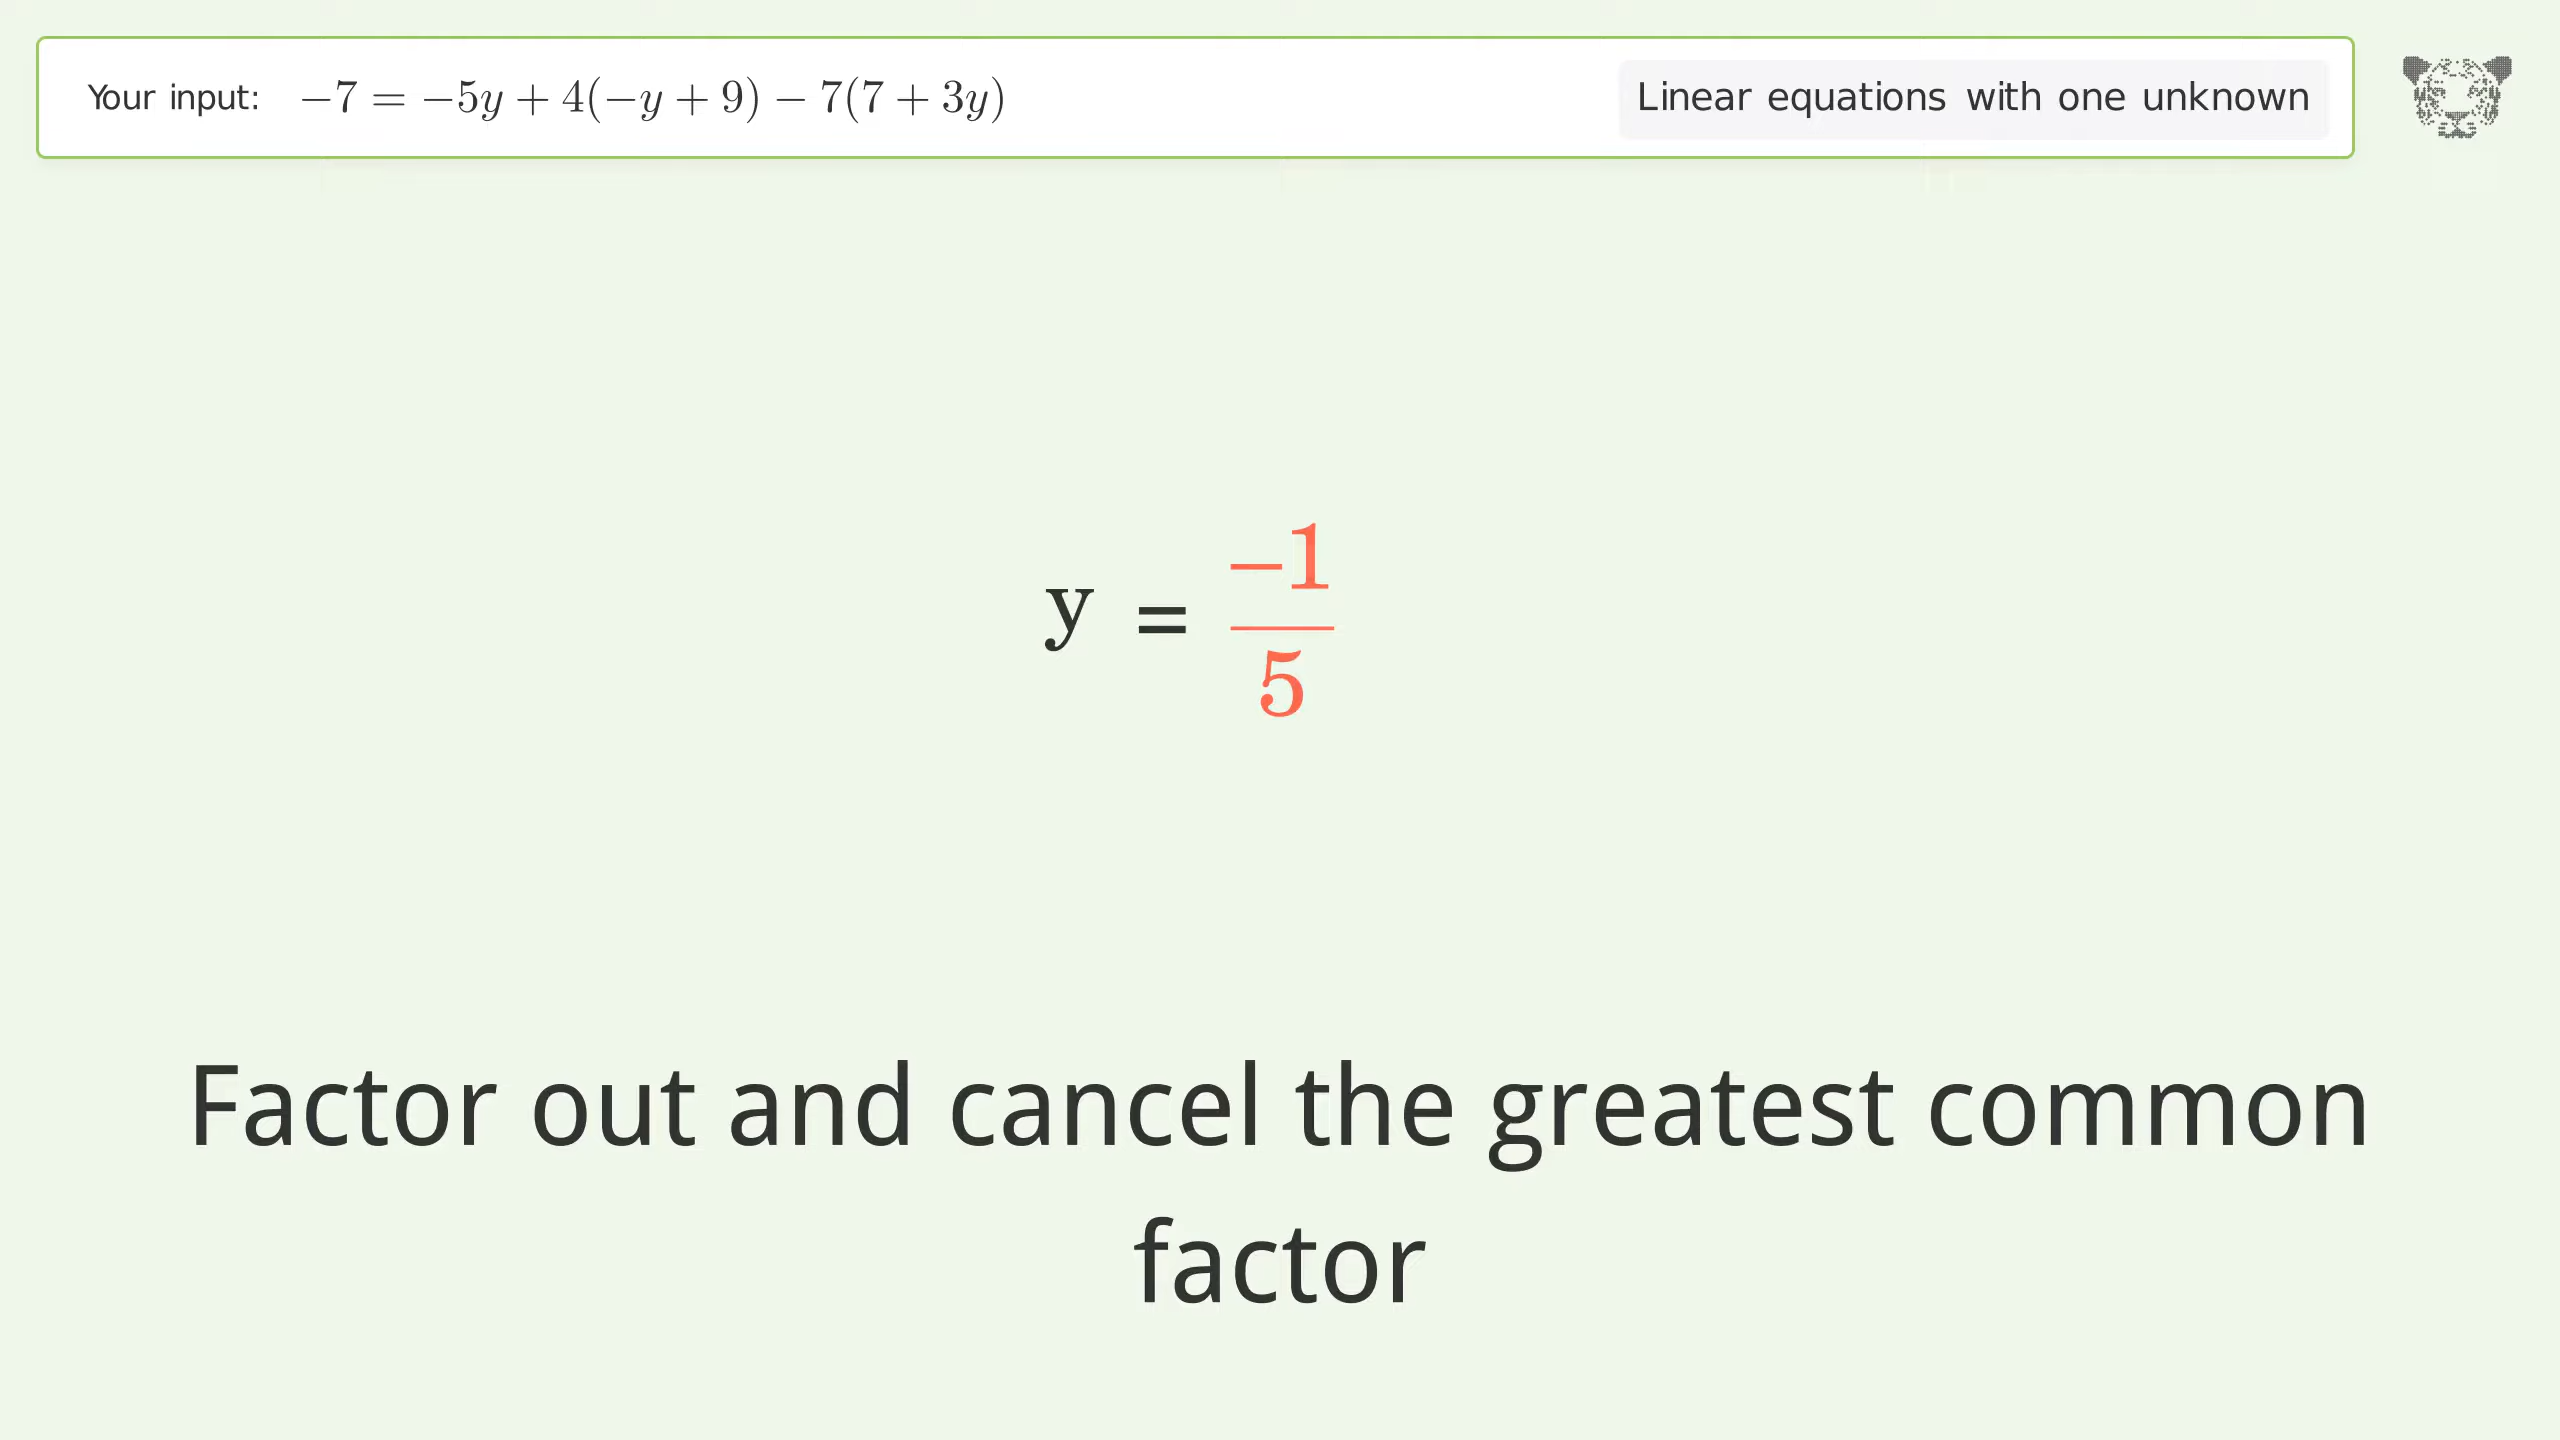 Your input: −7 = −5y + 4(−y + 9) − 7(7 + 3y) Linear equations with one unknown
y = −1/5
Factor out and cancel the greatest common
factor